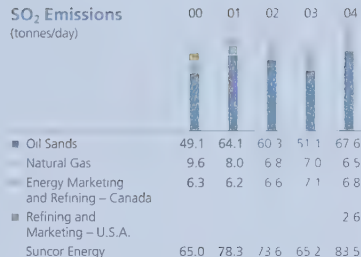 SO₂ Emissions 00 01 02 03 04
(tonnes/day)
Oil Sands 49.1 64.1 60.3 51.1 67.6
Natural Gas 9.6 8.0 6.8 7.0 6.5
Energy Marketing
and Refining – Canada 6.3 6.2 6.6 7.1 6.8
Refining and
Marketing – U.S.A. 2.6
Suncor Energy 65.0 78.3 73.6 65.2 83.5